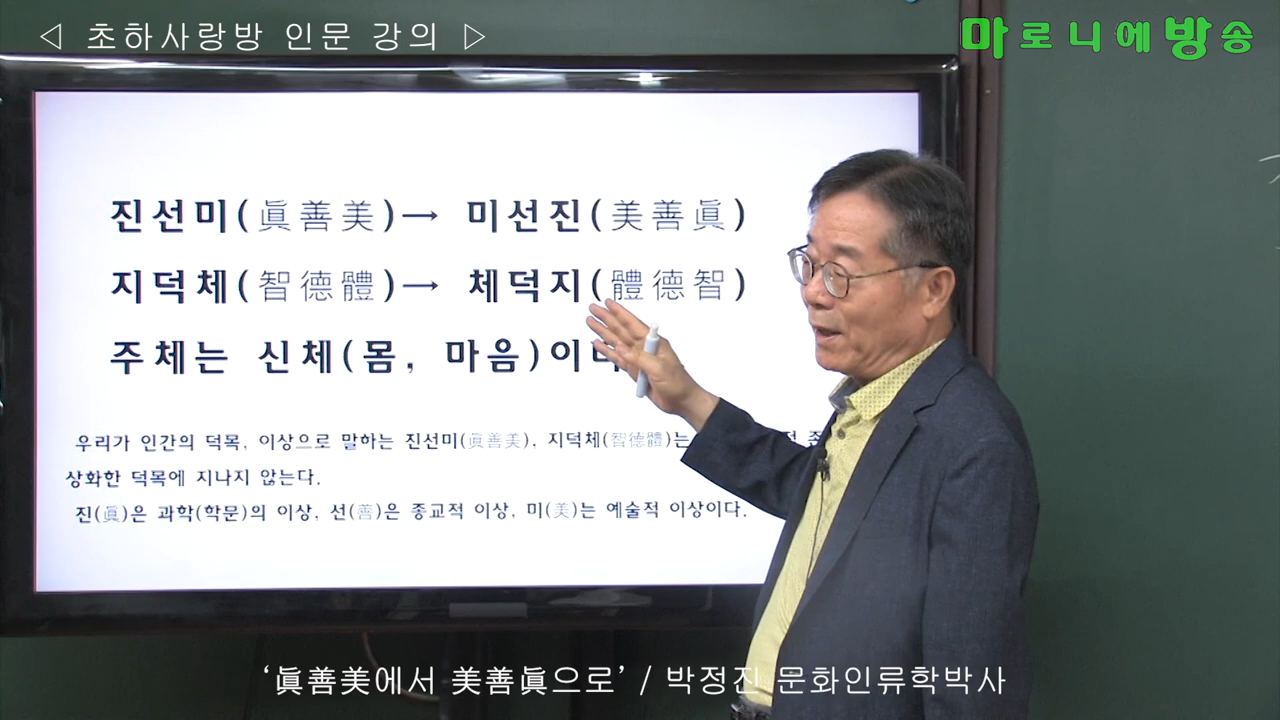 ◁ 초하사랑방 인문 강의 ▷
마로니에방송
진선미(眞善美)→ 미선진(美善眞)
지덕체(智德體)→ 체덕지(體德智)
주체는 신체(몸, 마음)이다
우리가 인간의 덕목, 이상으로 말하는 진선미(眞善美), 지덕체(智德體)는
상화한 덕목에 지나지 않는다.
진(眞)은 과학(학문)의 이상, 선(善)은 종교적 이상, 미(美)는 예술적 이상이다.
‘眞善美에서 美善眞으로’ / 박정진 문화인류학박사